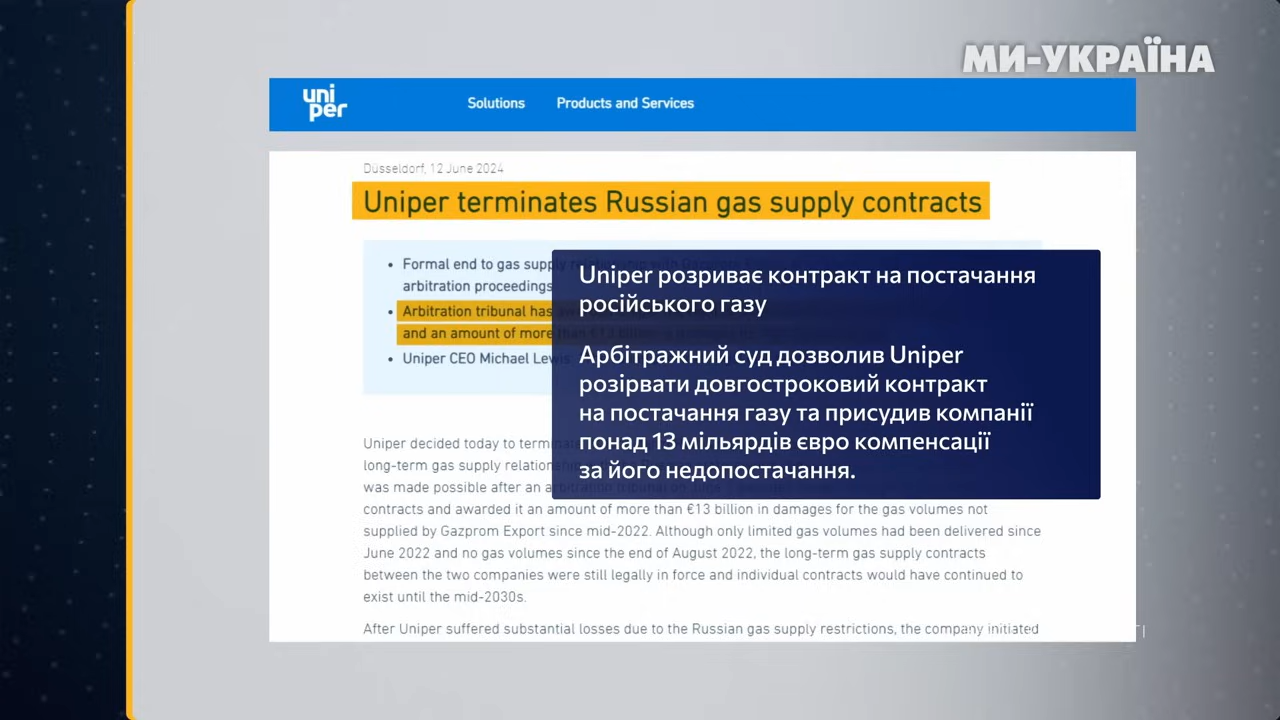 МИ-УКРАЇНА
uni
per
Solutions Products and Services
Düsseldorf, 12 June 2024
Uniper terminates Russian gas supply contracts
• Formal end to gas supply
arbitration proceedings
• Arbitration tribunal has
and an amount of more than €13 billion
• Uniper CEO Michael Lewis
Uniper розриває контракт на постачання
російського газу
Арбітражний суд дозволив Uniper
розірвати довгостроковий контракт
на постачання газу та присудив компанії
понад 13 мільярдів євро компенсації
за його недопостачання.
Uniper decided today to terminate
long-term gas supply
was made possible after an arbitration tribunal
contracts and awarded it an amount of more than €13 billion in damages for the gas volumes not
supplied by Gazprom Export since mid-2022. Although only limited gas volumes had been delivered since
June 2022 and no gas volumes since the end of August 2022, the long-term gas supply contracts
between the two companies were still legally in force and individual contracts would have continued to
exist until the mid-2030s.
After Uniper suffered substantial losses due to the Russian gas supply restrictions, the company initiated